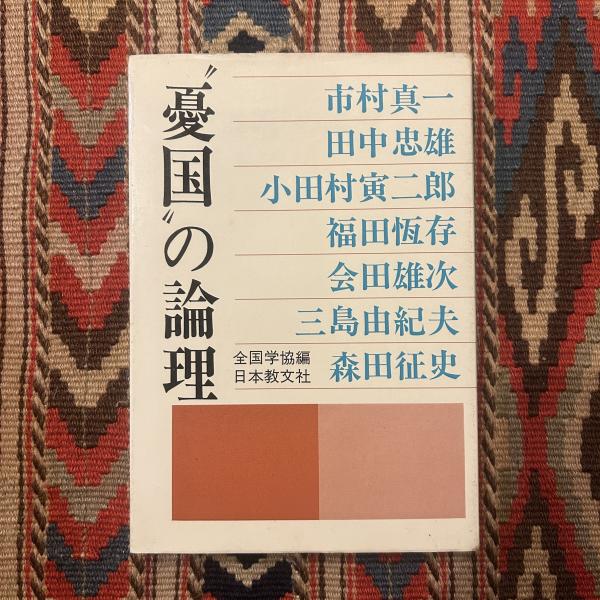 〝憂国〟の論理
市村真一
田中忠雄
小田村寅二郎
福田恆存
会田雄次
三島由紀夫
森田征史
全国学協編
日本教文社